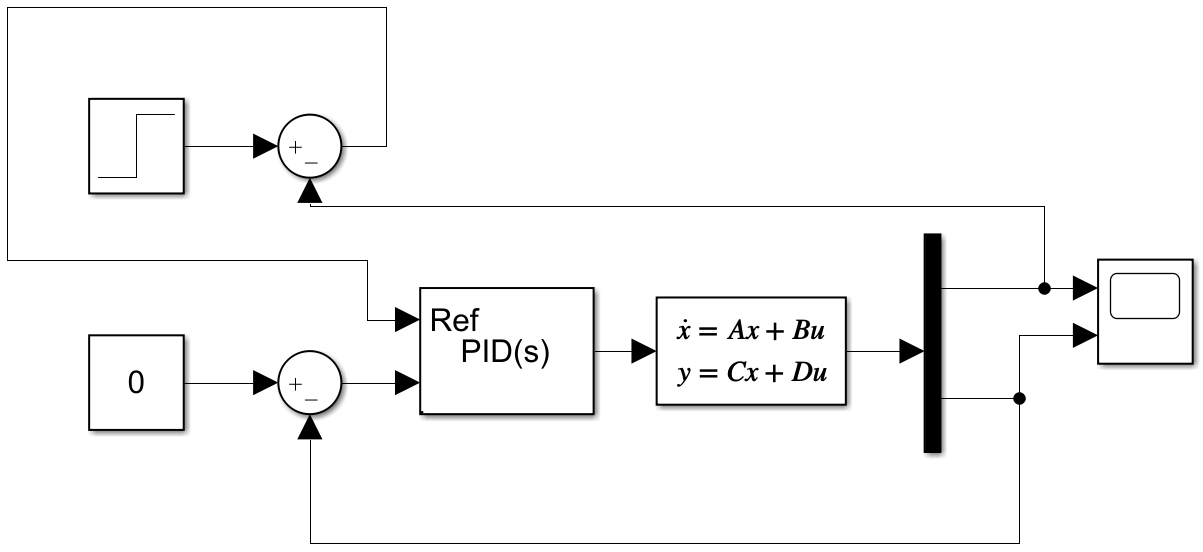 +
−
Ref
PID(s)
ẋ = Ax + Bu
y = Cx + Du
0
+
−